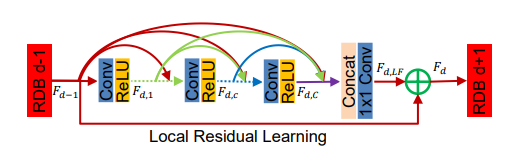 RDB d-1
F_{d-1}
Conv
ReLU
F_{d,1}
Conv
ReLU
F_{d,c}
Conv
ReLU
F_{d,C}
Concat
1x1 Conv
F_{d,LF}
F_d
RDB d+1
Local Residual Learning